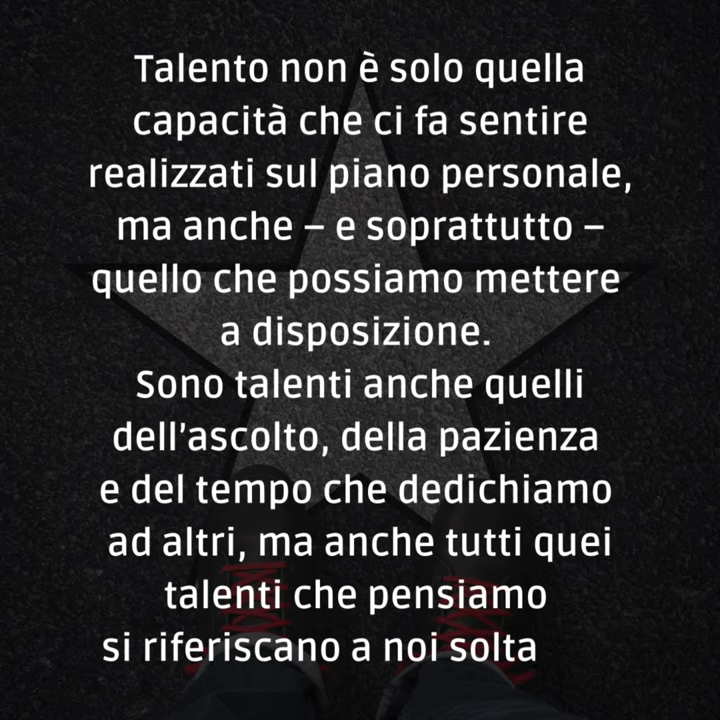 Talento non è solo quella
capacità che ci fa sentire
realizzati sul piano personale,
ma anche – e soprattutto –
quello che possiamo mettere
a disposizione.
Sono talenti anche quelli
dell’ascolto, della pazienza
e del tempo che dedichiamo
ad altri, ma anche tutti quei
talenti che pensiamo
si riferiscano a noi solta